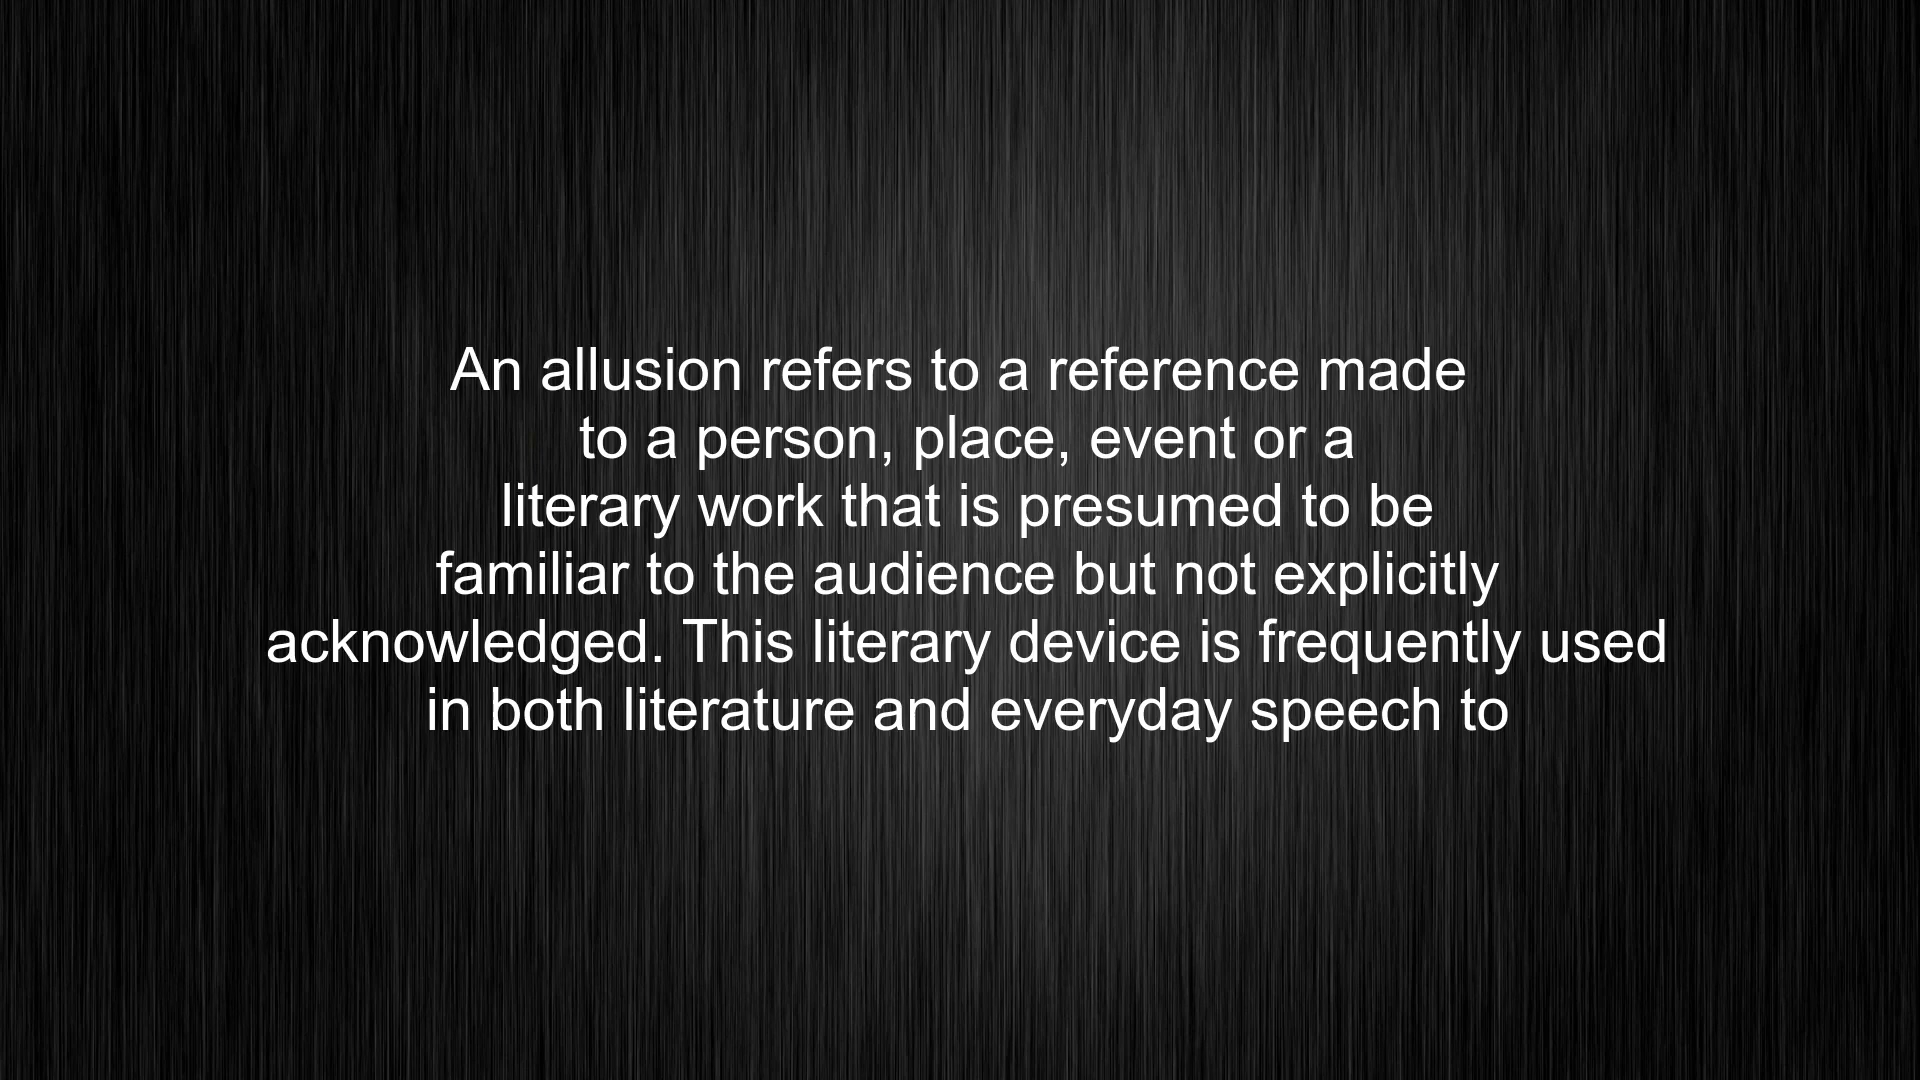 An allusion refers to a reference made
to a person, place, event or a
literary work that is presumed to be
familiar to the audience but not explicitly
acknowledged. This literary device is frequently used
in both literature and everyday speech to